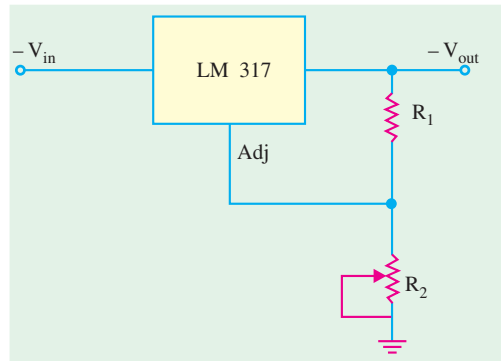 – V_in
LM 317
– V_out
R_1
Adj
R_2